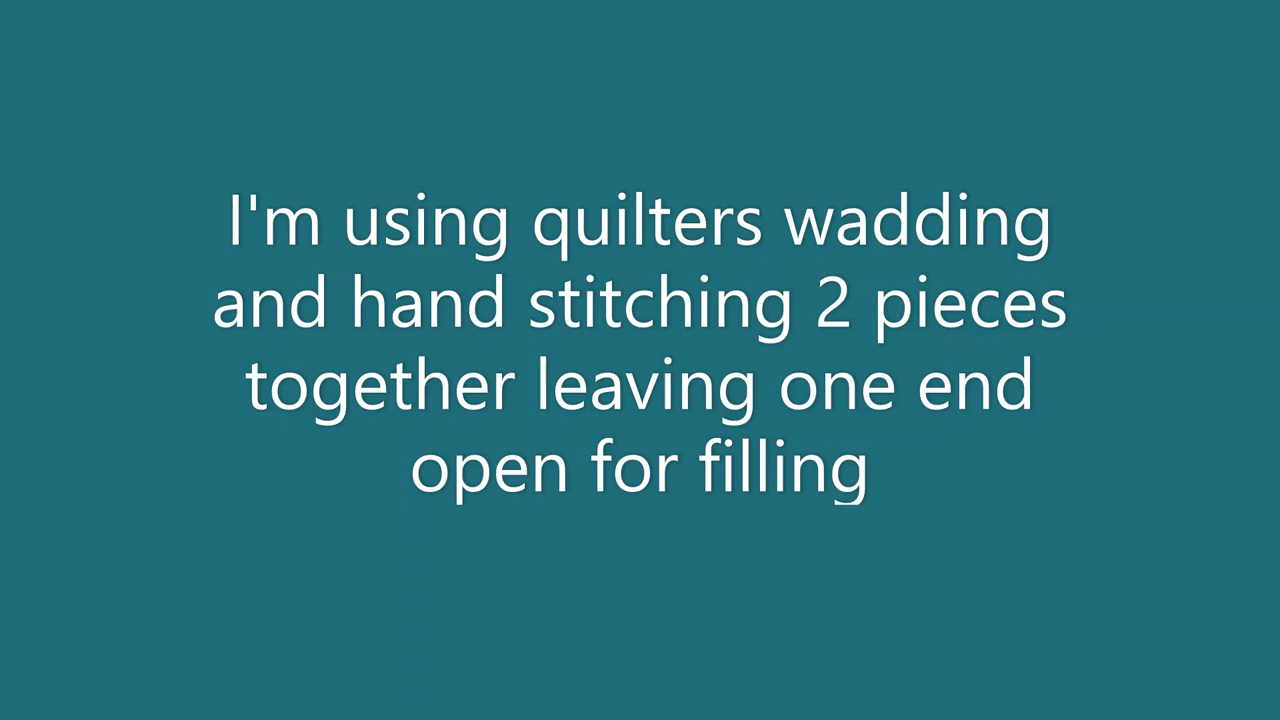 I'm using quilters wadding
and hand stitching 2 pieces
together leaving one end
open for filling